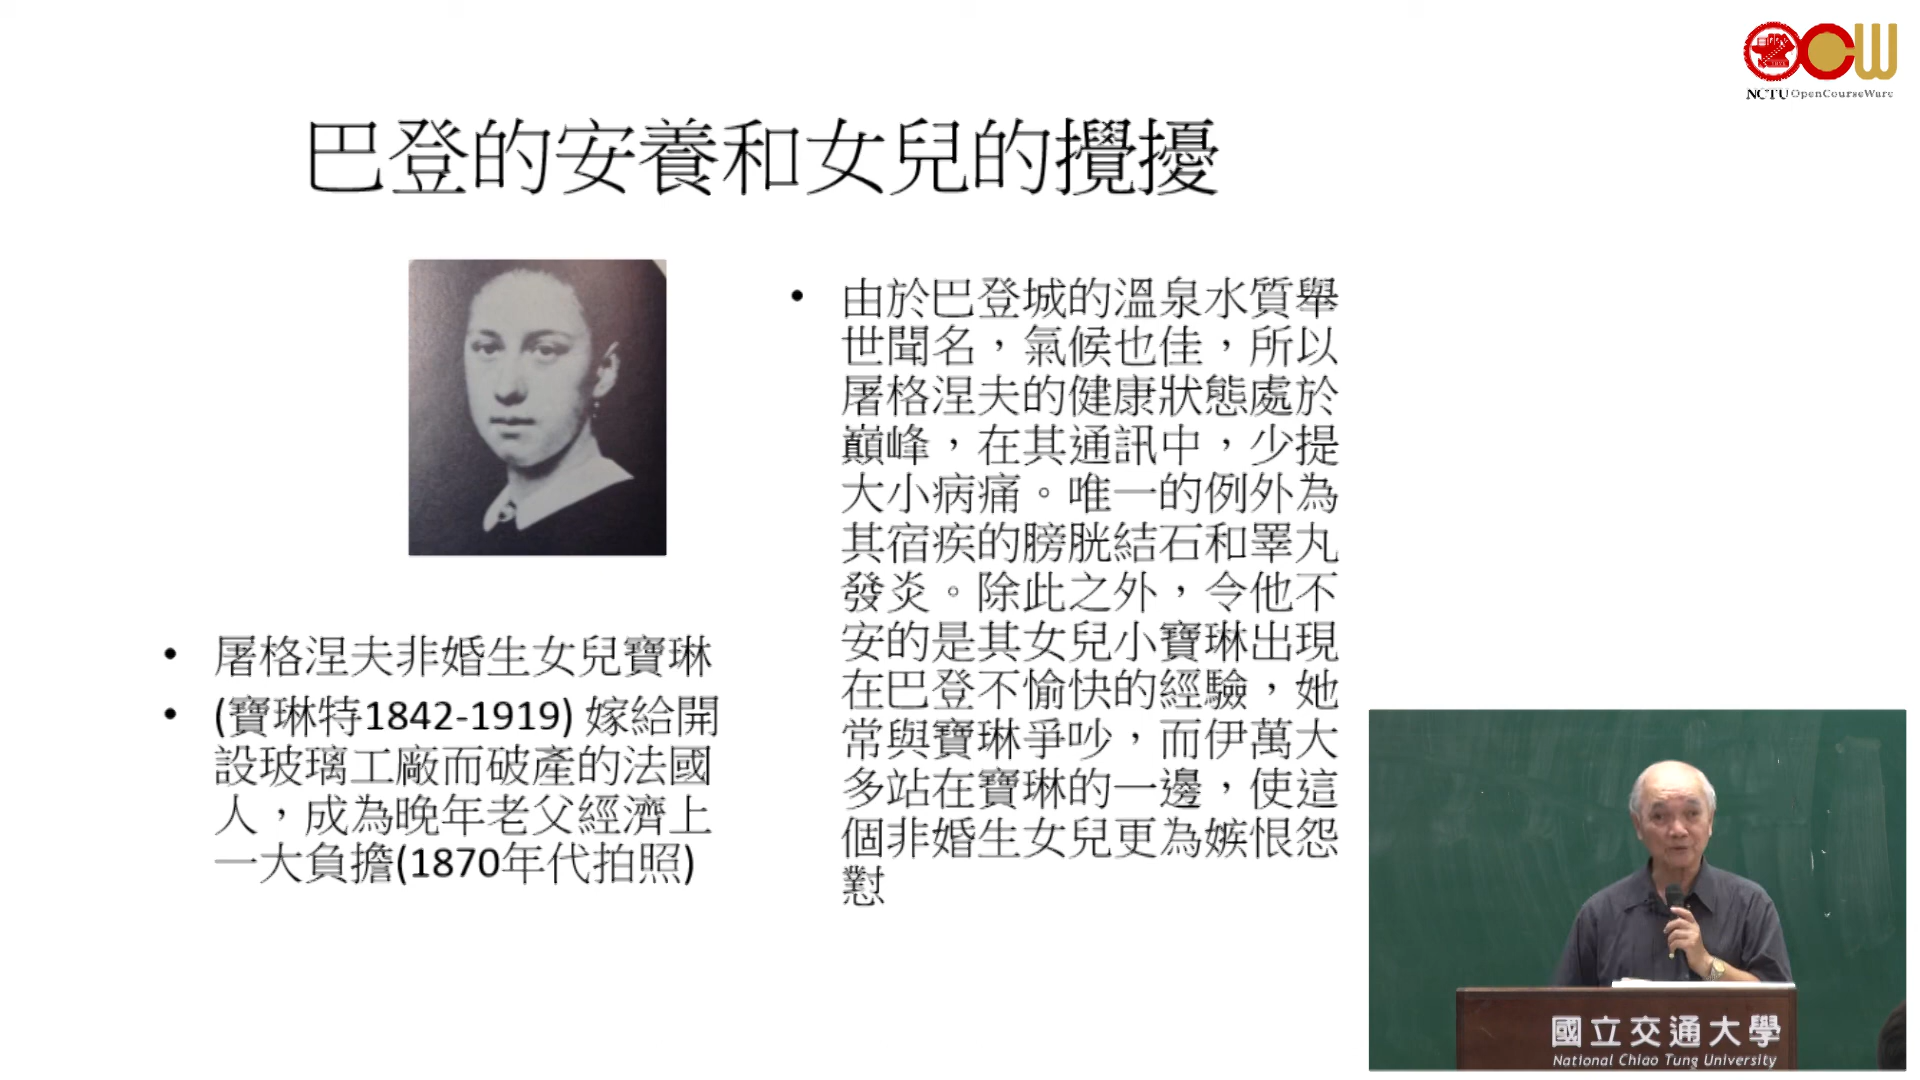 NCTU OpenCourseWare
巴登的安養和女兒的攪擾
• 屠格涅夫非婚生女兒寶琳
• (寶琳特1842-1919) 嫁給開
設玻璃工廠而破產的法國
人，成為晚年老父經濟上
一大負擔(1870年代拍照)
• 由於巴登城的溫泉水質舉
世聞名，氣候也佳，所以
屠格涅夫的健康狀態處於
巔峰，在其通訊中，少提
大小病痛。唯一的例外為
其宿疾的膀胱結石和睪丸
發炎。除此之外，令他不
安的是其女兒小寶琳出現
在巴登不愉快的經驗，她
常與寶琳爭吵，而伊萬大
多站在寶琳的一邊，使這
個非婚生女兒更為嫉恨怨
懟
國立交通大學
National Chiao Tung University